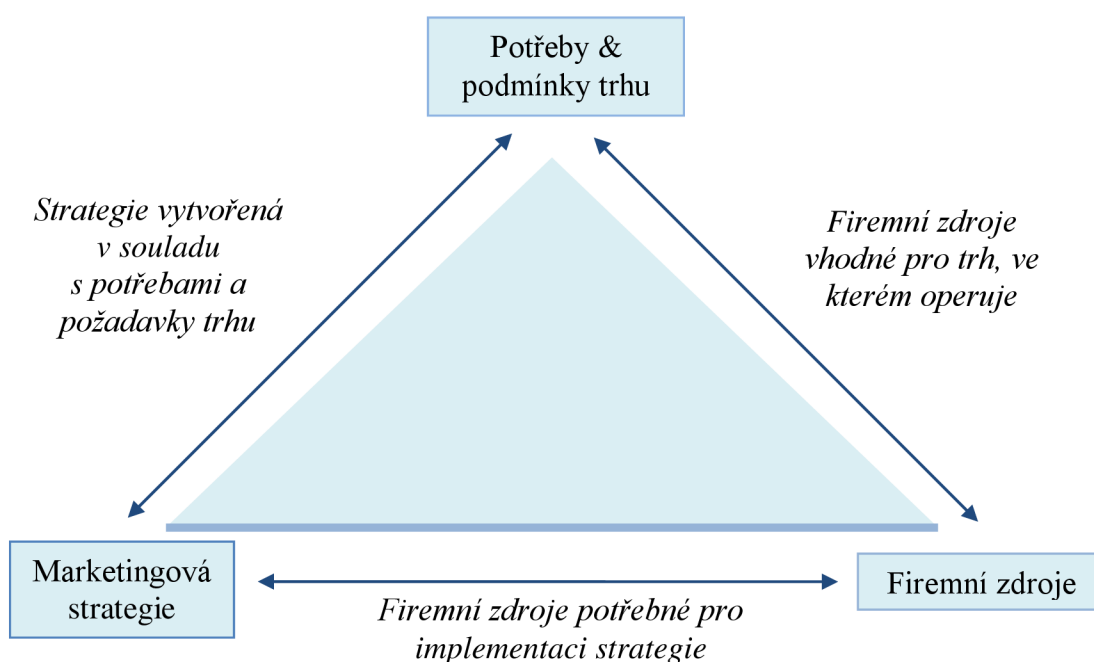 Potřeby &
podmínky trhu
Strategie vytvořená
v souladu
s potřebami a
požadavky trhu
Firemní zdroje
vhodné pro trh, ve
kterém operuje
Marketingová
strategie
Firemní zdroje
Firemní zdroje potřebné pro
implementaci strategie